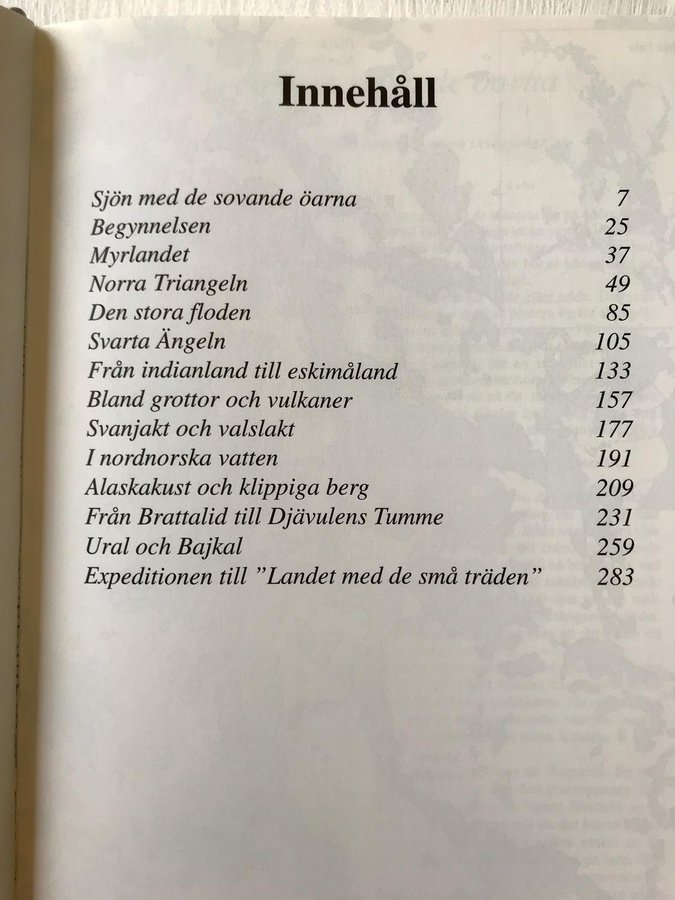 Innehåll
Sjön med de sovande öarna 7
Begynnelsen 25
Myrlandet 37
Norra Triangeln 49
Den stora floden 85
Svarta Ängeln 105
Från indianland till eskimåland 133
Bland grottor och vulkaner 157
Svanjakt och valslakt 177
I nordnorska vatten 191
Alaskakust och klippiga berg 209
Från Brattalid till Djävulens Tumme 231
Ural och Bajkal 259
Expeditionen till ”Landet med de små träden” 283